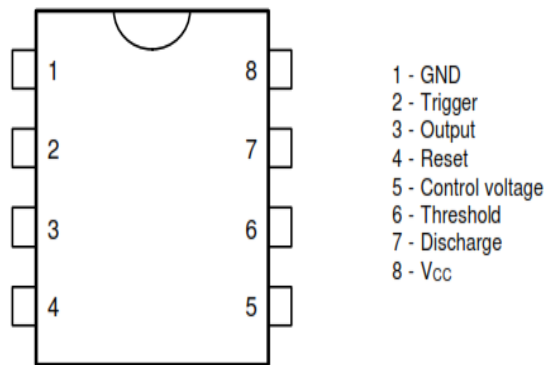 1 8
2 7
3 6
4 5
1 - GND
2 - Trigger
3 - Output
4 - Reset
5 - Control voltage
6 - Threshold
7 - Discharge
8 - VCC